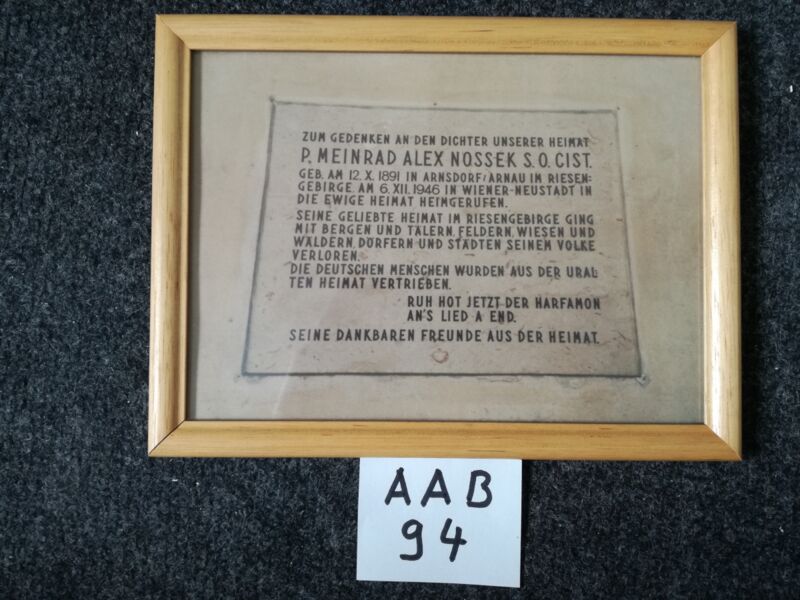 ZUM GEDENKEN AN DEN DICHTER UNSERER HEIMAT
P. MEINRAD ALEX NOSSEK S.O.CIST.
GEB. AM 12.X.1891 IN ARNSDORF/ARNAU IM RIESEN=
GEBIRGE. AM 6.XII.1946 IN WIENER-NEUSTADT IN
DIE EWIGE HEIMAT HEIMGERUFEN.
SEINE GELIEBTE HEIMAT IM RIESENGEBIRGE GING
MIT BERGEN UND TÄLERN, FELDERN, WIESEN UND
WÄLDERN, DÖRFERN UND STÄDTEN SEINEM VOLKE
VERLOREN.
DIE DEUTSCHEN MENSCHEN WURDEN AUS DER URAL=
TEN HEIMAT VERTRIEBEN.
RUH HOT JETZT DER HARFAMON
AN'S LIED A END.
SEINE DANKBAREN FREUNDE AUS DER HEIMAT.
AAB
94